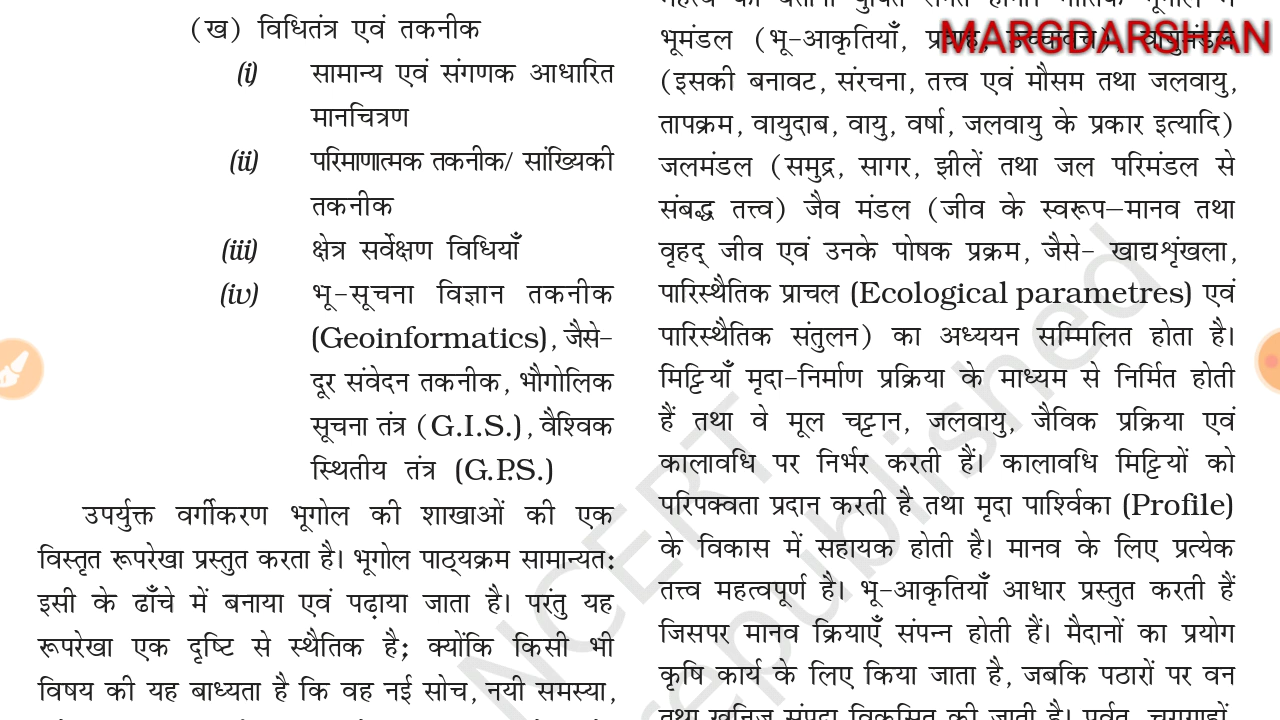 (ख) विधितंत्र एवं तकनीक
(i) सामान्य एवं संगणक आधारित
मानचित्रण
(ii) परिमाणात्मक तकनीक/ सांख्यिकी
तकनीक
(iii) क्षेत्र सर्वेक्षण विधियाँ
(iv) भू-सूचना विज्ञान तकनीक
(Geoinformatics), जैसे-
दूर संवेदन तकनीक, भौगोलिक
सूचना तंत्र (G.I.S.), वैश्विक
स्थितीय तंत्र (G.P.S.)
उपर्युक्त वर्गीकरण भूगोल की शाखाओं की एक
विस्तृत रूपरेखा प्रस्तुत करता है। भूगोल पाठ्यक्रम सामान्यत:
इसी के ढाँचे में बनाया एवं पढ़ाया जाता है। परंतु यह
रूपरेखा एक दृष्टि से स्थैतिक है; क्योंकि किसी भी
विषय की यह बाध्यता है कि वह नई सोच, नयी समस्या,
MARGDARSHAN
भूमंडल (भू-आकृतियाँ,
(इसकी बनावट, संरचना, तत्त्व एवं मौसम तथा जलवायु,
तापक्रम, वायुदाब, वायु, वर्षा, जलवायु के प्रकार इत्यादि)
जलमंडल (समुद्र, सागर, झीलें तथा जल परिमंडल से
संबद्ध तत्त्व) जैव मंडल (जीव के स्वरूप–मानव तथा
वृहद् जीव एवं उनके पोषक प्रक्रम, जैसे- खाद्यशृंखला,
पारिस्थैतिक प्राचल (Ecological parametres) एवं
पारिस्थैतिक संतुलन) का अध्ययन सम्मिलित होता है।
मिट्टियाँ मृदा-निर्माण प्रक्रिया के माध्यम से निर्मित होती
हैं तथा वे मूल चट्टान, जलवायु, जैविक प्रक्रिया एवं
कालावधि पर निर्भर करती हैं। कालावधि मिट्टियों को
परिपक्वता प्रदान करती है तथा मृदा पार्श्विका (Profile)
के विकास में सहायक होती है। मानव के लिए प्रत्येक
तत्त्व महत्वपूर्ण है। भू-आकृतियाँ आधार प्रस्तुत करती हैं
जिसपर मानव क्रियाएँ संपन्न होती हैं। मैदानों का प्रयोग
कृषि कार्य के लिए किया जाता है, जबकि पठारों पर वन
NCERT
republished